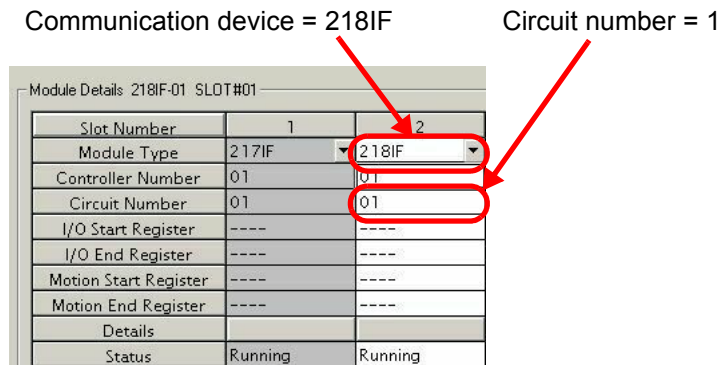 Communication device = 218IF Circuit number = 1
Module Details 218IF-01 SLOT#01
Slot Number 1 2
Module Type 217IF 218IF
Controller Number 01 01
Circuit Number 01 01
I/O Start Register ---- ----
I/O End Register ---- ----
Motion Start Register ---- ----
Motion End Register ---- ----
Details
Status Running Running